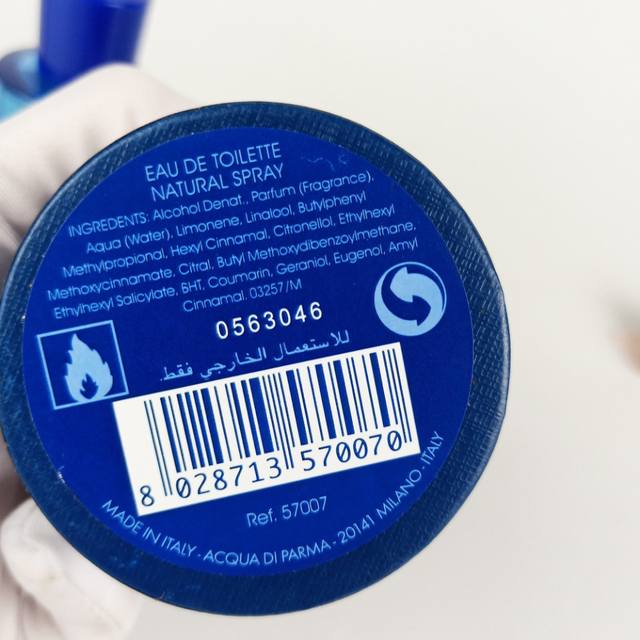 EAU DE TOILETTE
NATURAL SPRAY
INGREDIENTS: Alcohol Denat., Parfum (Fragrance),
Aqua (Water), Limonene, Linalool, Butylphenyl
Methylpropional, Hexyl Cinnamal, Citronellol, Ethylhexyl
Methoxycinnamate, Citral, Butyl Methoxydibenzoylmethane,
Ethylhexyl Salicylate, BHT, Coumarin, Geraniol, Eugenol, Amyl
Cinnamal. 03257/M
0563046
للاستعمال الخارجي فقط.
8 028713 570070
Ref. 57007
MADE IN ITALY - ACQUA DI PARMA - 20141 MILANO - ITALY